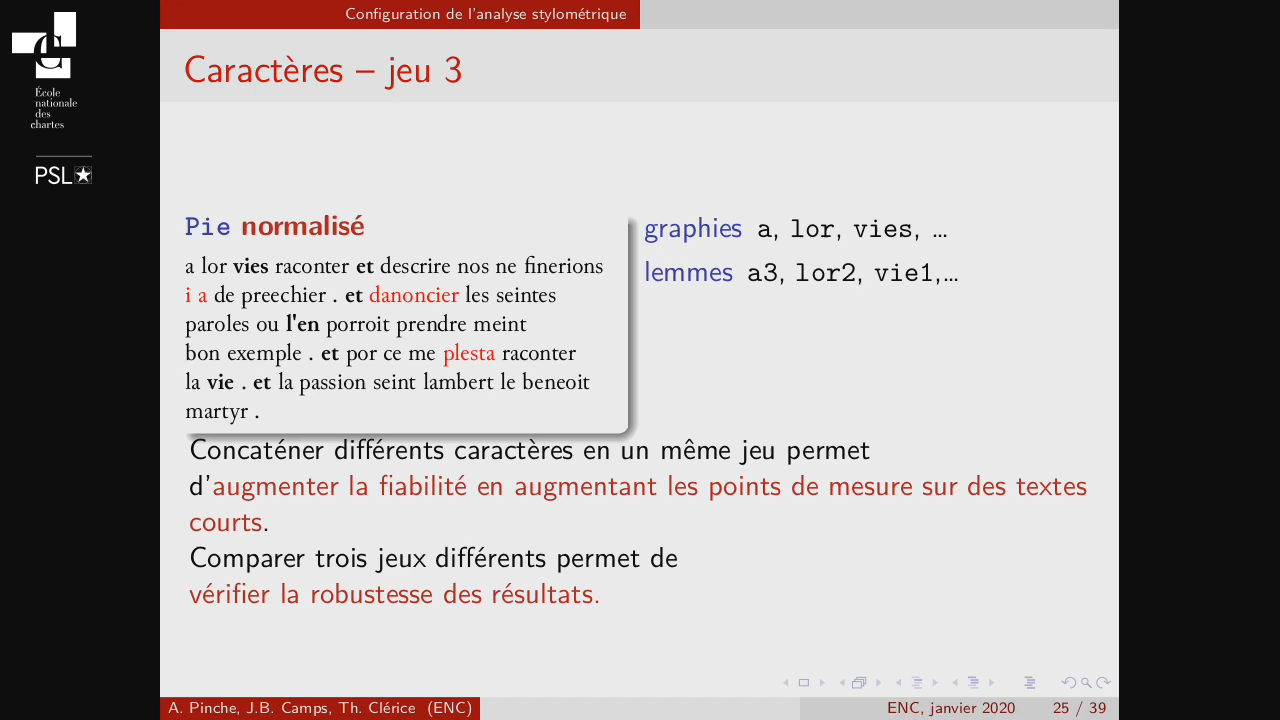 École
nationale
des
chartes
PSL
Configuration de l'analyse stylométrique
Caractères – jeu 3
Pie normalisé
a lor vies raconter et descrire nos ne finerions
i a de preechier . et danoncier les seintes
paroles ou l'en porroit prendre meint
bon exemple . et por ce me plesta raconter
la vie . et la passion seint lambert le beneoit
martyr .
graphies a, lor, vies, …
lemmes a3, lor2, vie1,…
Concaténer différents caractères en un même jeu permet
d'augmenter la fiabilité en augmentant les points de mesure sur des textes
courts.
Comparer trois jeux différents permet de
vérifier la robustesse des résultats.
A. Pinche, J.B. Camps, Th. Clérice (ENC)
ENC, janvier 2020
25 / 39